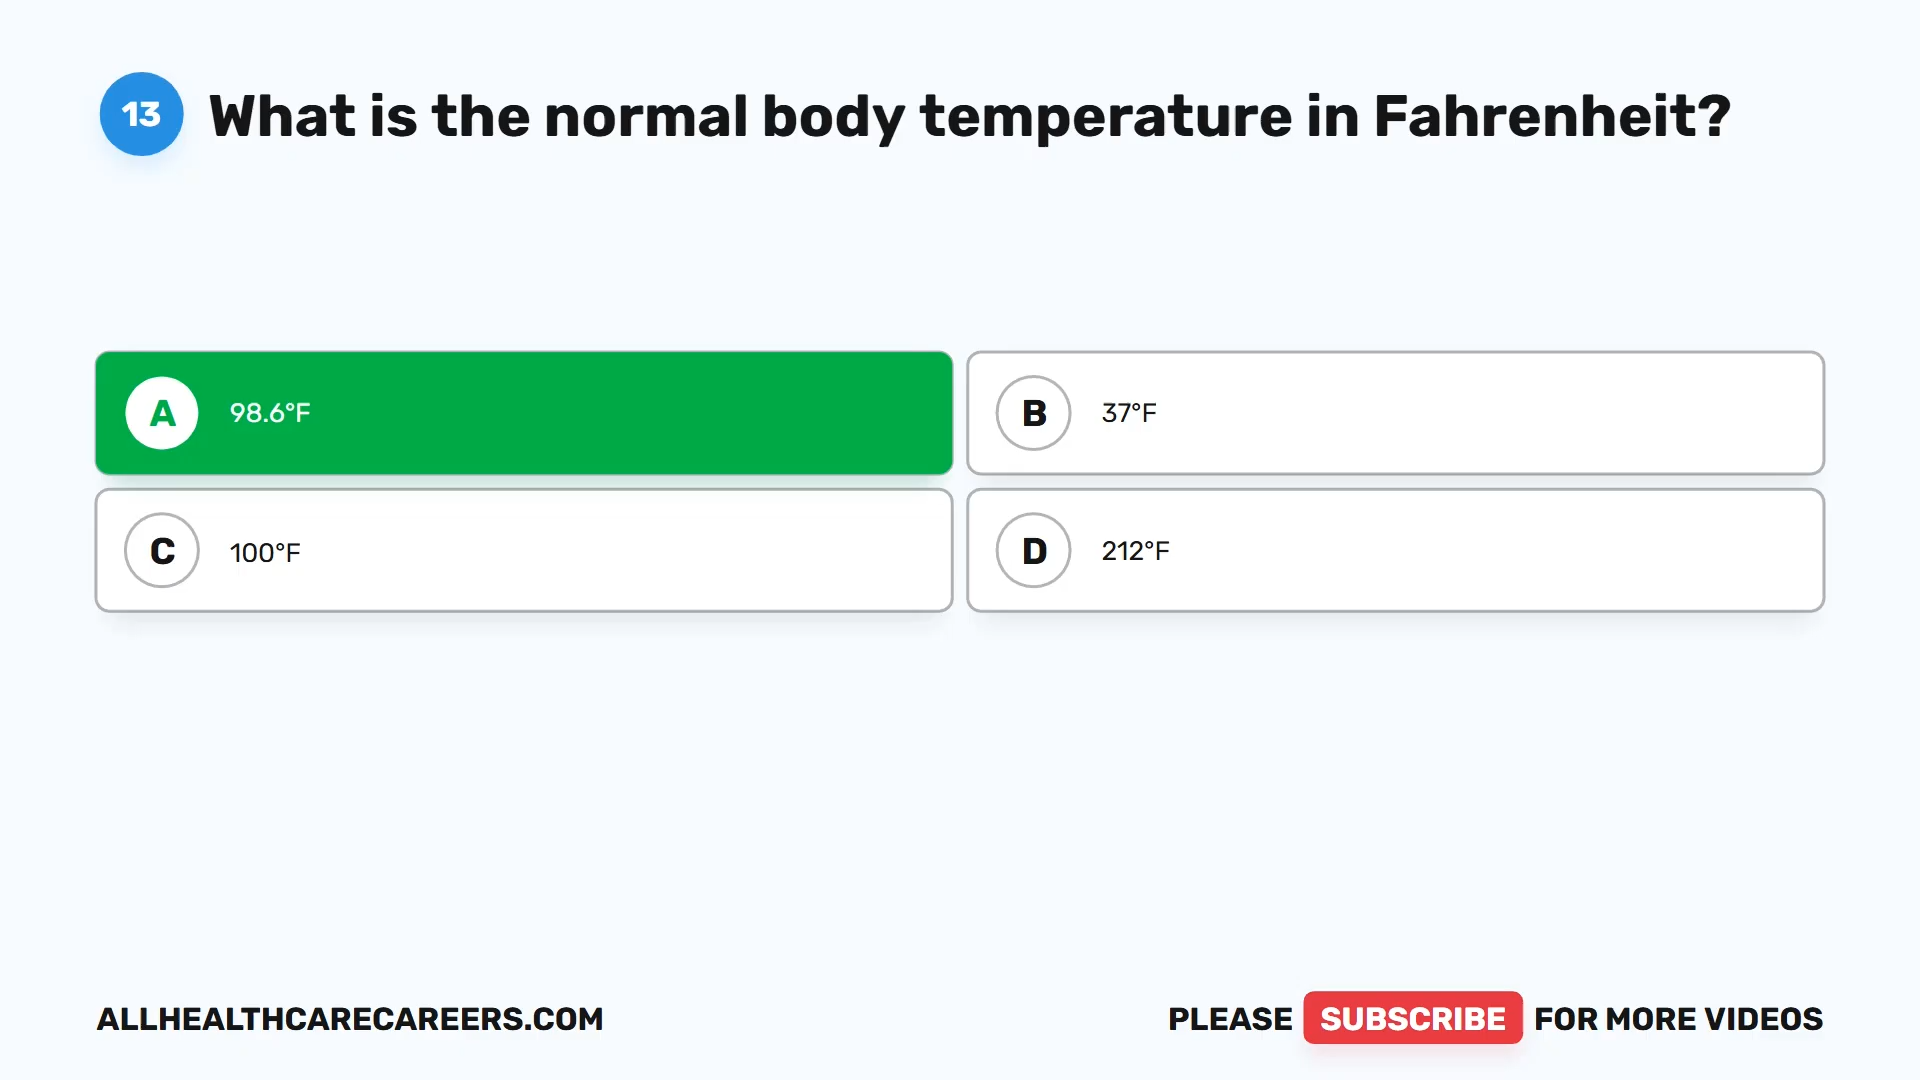 13 What is the normal body temperature in Fahrenheit?
A 98.6°F
B 37°F
C 100°F
D 212°F
ALLHEALTHCARECAREERS.COM
PLEASE SUBSCRIBE FOR MORE VIDEOS